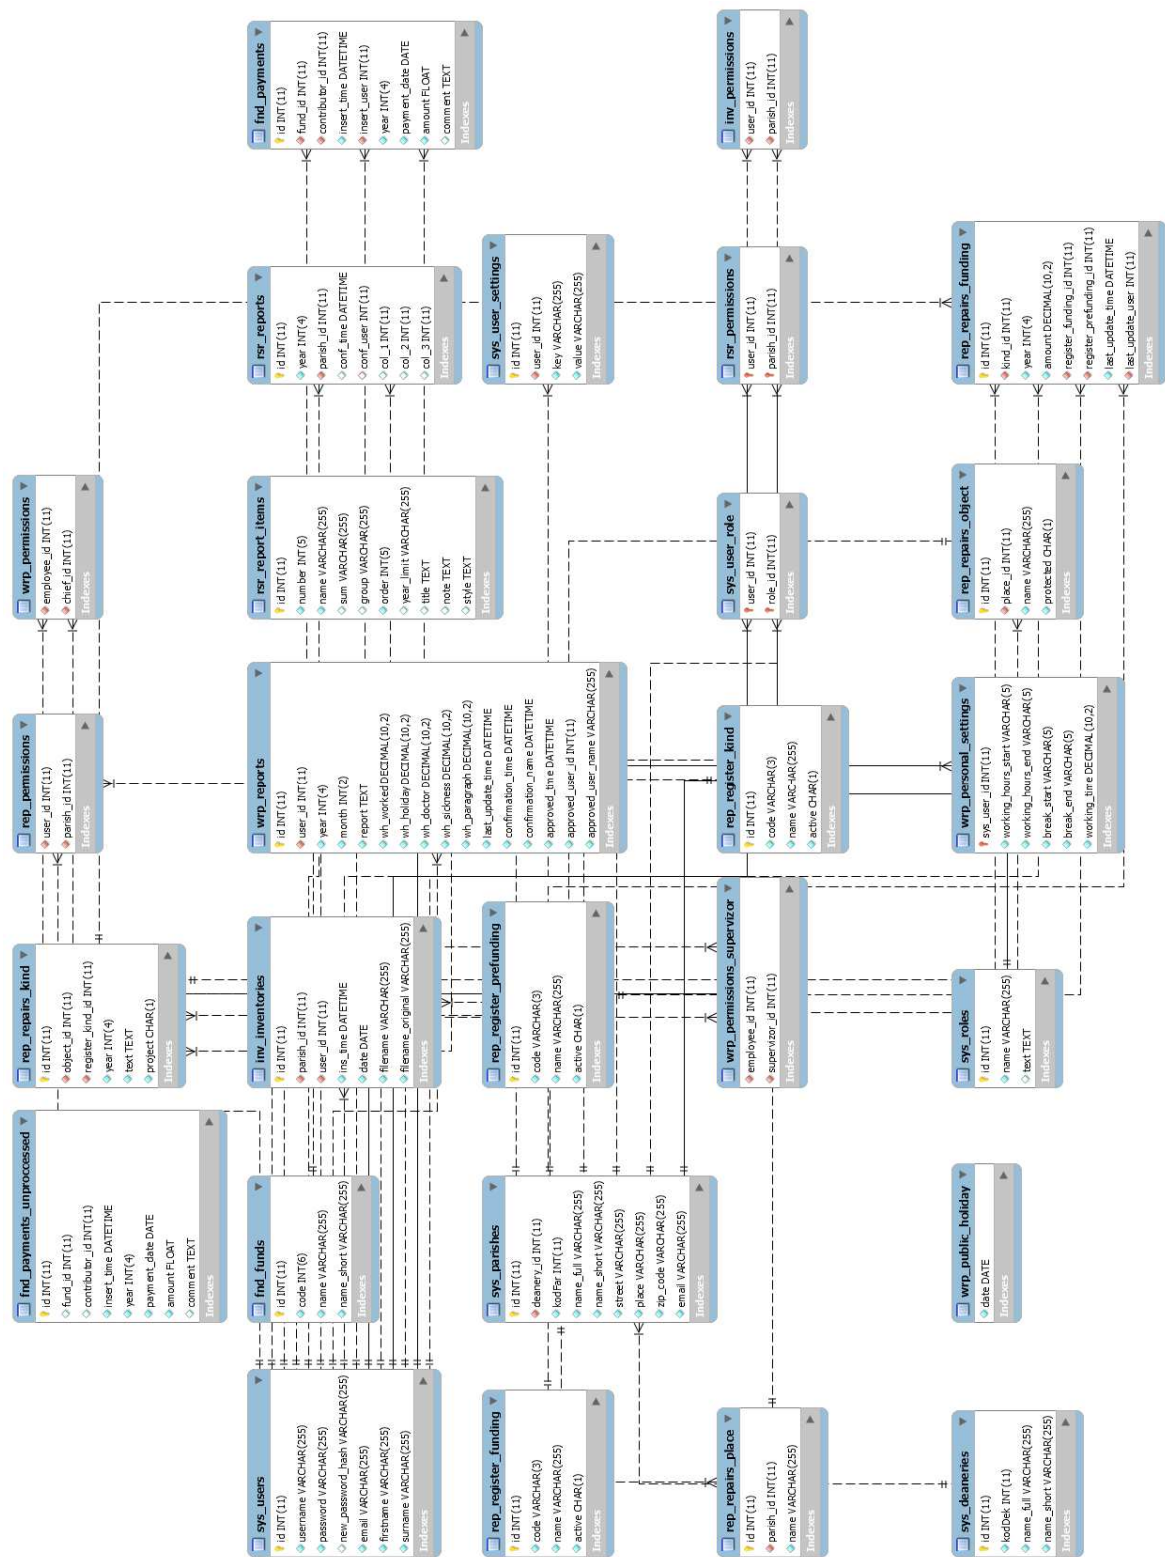 fnd_payments_unproccessed
id INT(11)
fund_id INT(11)
contributor_id INT(11)
insert_time DATETIME
year INT(4)
payment_date DATE
amount FLOAT
comment TEXT
Indexes
rep_repairs_kind
id INT(11)
object_id INT(11)
register_kind_id INT(11)
year INT(4)
text TEXT
project CHAR(1)
Indexes
rep_permissions
user_id INT(11)
parish_id INT(11)
Indexes
wrp_permissions
employee_id INT(11)
chief_id INT(11)
Indexes
sys_users
id INT(11)
username VARCHAR(255)
password VARCHAR(255)
new_password_hash VARCHAR(255)
email VARCHAR(255)
firstname VARCHAR(255)
surname VARCHAR(255)
Indexes
fnd_funds
id INT(11)
code INT(6)
name VARCHAR(255)
name_short VARCHAR(255)
Indexes
inv_inventories
id INT(11)
parish_id INT(11)
user_id INT(11)
ins_time DATETIME
date DATE
filename VARCHAR(255)
filename_original VARCHAR(255)
Indexes
wrp_reports
id INT(11)
user_id INT(11)
year INT(4)
month INT(2)
report TEXT
wh_worked DECIMAL(10,2)
wh_holiday DECIMAL(10,2)
wh_doctor DECIMAL(10,2)
wh_sickness DECIMAL(10,2)
wh_paragraph DECIMAL(10,2)
last_update_time DATETIME
confirmation_time DATETIME
confirmation_name DATETIME
approved_time DATETIME
approved_user_id INT(11)
approved_user_name VARCHAR(255)
Indexes
rsr_report_items
id INT(11)
number INT(5)
name VARCHAR(255)
sum VARCHAR(255)
group VARCHAR(255)
order INT(5)
year_limit VARCHAR(255)
title TEXT
note TEXT
style TEXT
Indexes
rsr_reports
id INT(11)
year INT(4)
parish_id INT(11)
conf_time DATETIME
conf_user INT(11)
col_1 INT(11)
col_2 INT(11)
col_3 INT(11)
Indexes
fnd_payments
id INT(11)
fund_id INT(11)
contributor_id INT(11)
insert_time DATETIME
insert_user INT(11)
year INT(4)
payment_date DATE
amount FLOAT
comment TEXT
Indexes
rep_register_funding
id INT(11)
code VARCHAR(3)
name VARCHAR(255)
active CHAR(1)
Indexes
sys_parishes
id INT(11)
deanery_id INT(11)
kodFar INT(11)
name_full VARCHAR(255)
name_short VARCHAR(255)
street VARCHAR(255)
place VARCHAR(255)
zip_code VARCHAR(255)
email VARCHAR(255)
Indexes
rep_register_prefunding
id INT(11)
code VARCHAR(3)
name VARCHAR(255)
active CHAR(1)
Indexes
sys_user_settings
id INT(11)
user_id INT(11)
key VARCHAR(255)
value VARCHAR(255)
Indexes
rep_repairs_place
id INT(11)
parish_id INT(11)
name VARCHAR(255)
Indexes
wrp_permissions_supervizor
employee_id INT(11)
supervizor_id INT(11)
Indexes
rep_register_kind
id INT(11)
code VARCHAR(3)
name VARCHAR(255)
active CHAR(1)
Indexes
sys_user_role
user_id INT(11)
role_id INT(11)
Indexes
rsr_permissions
user_id INT(11)
parish_id INT(11)
Indexes
inv_permissions
user_id INT(11)
parish_id INT(11)
Indexes
sys_deaneries
id INT(11)
kodDek INT(11)
name_full VARCHAR(255)
name_short VARCHAR(255)
Indexes
wrp_public_holiday
date DATE
Indexes
sys_roles
id INT(11)
name VARCHAR(255)
text TEXT
Indexes
wrp_personal_settings
sys_user_id INT(11)
working_hours_start VARCHAR(5)
working_hours_end VARCHAR(5)
break_start VARCHAR(5)
break_end VARCHAR(5)
working_time DECIMAL(10,2)
Indexes
rep_repairs_object
id INT(11)
place_id INT(11)
name VARCHAR(255)
protected CHAR(1)
Indexes
rep_repairs_funding
id INT(11)
kind_id INT(11)
year INT(4)
amount DECIMAL(10,2)
register_funding_id INT(11)
register_prefunding_id INT(11)
last_update_time DATETIME
last_update_user INT(11)
Indexes